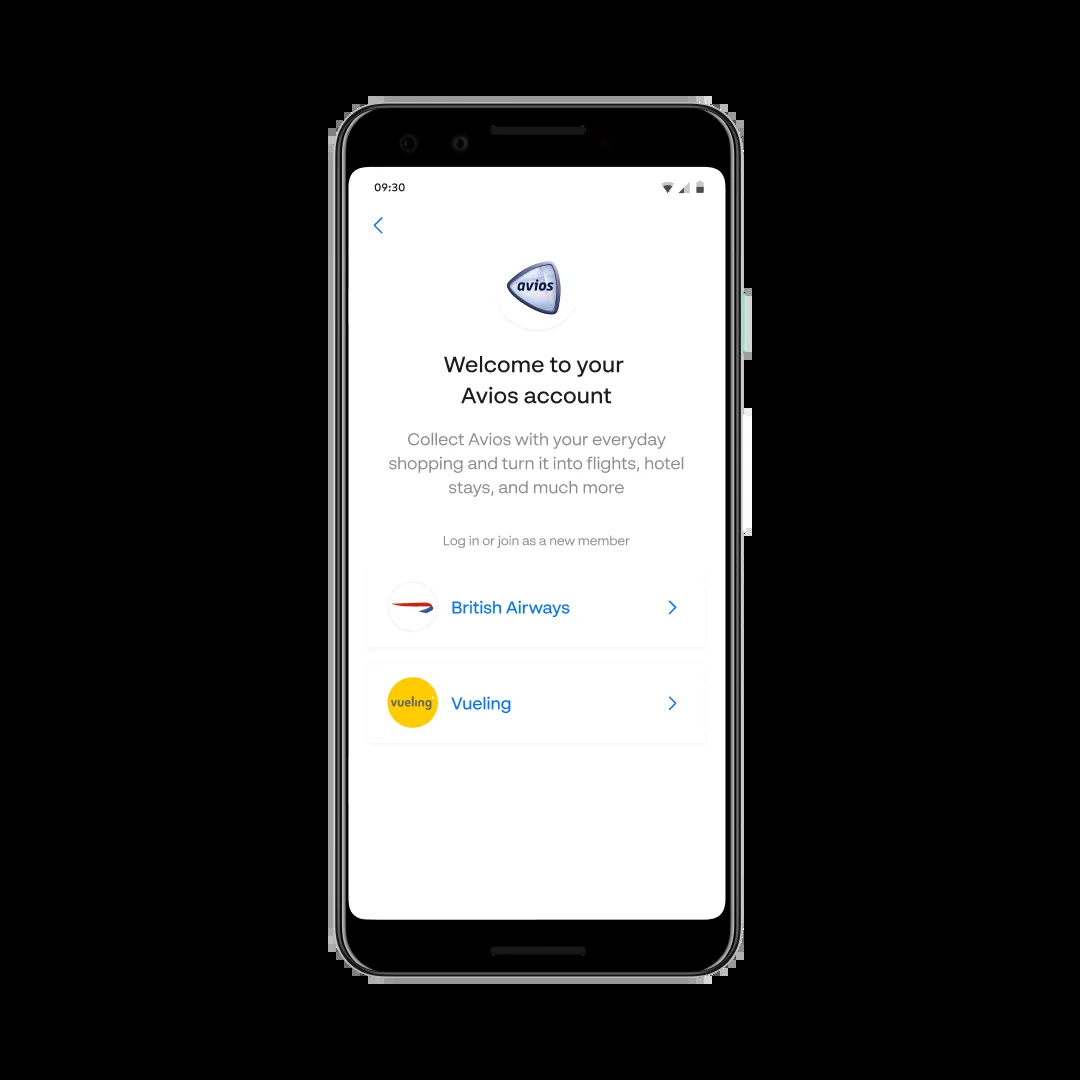 09:30
avios
Welcome to your
Avios account
Collect Avios with your everyday
shopping and turn it into flights, hotel
stays, and much more
Log in or join as a new member
British Airways
vueling
Vueling